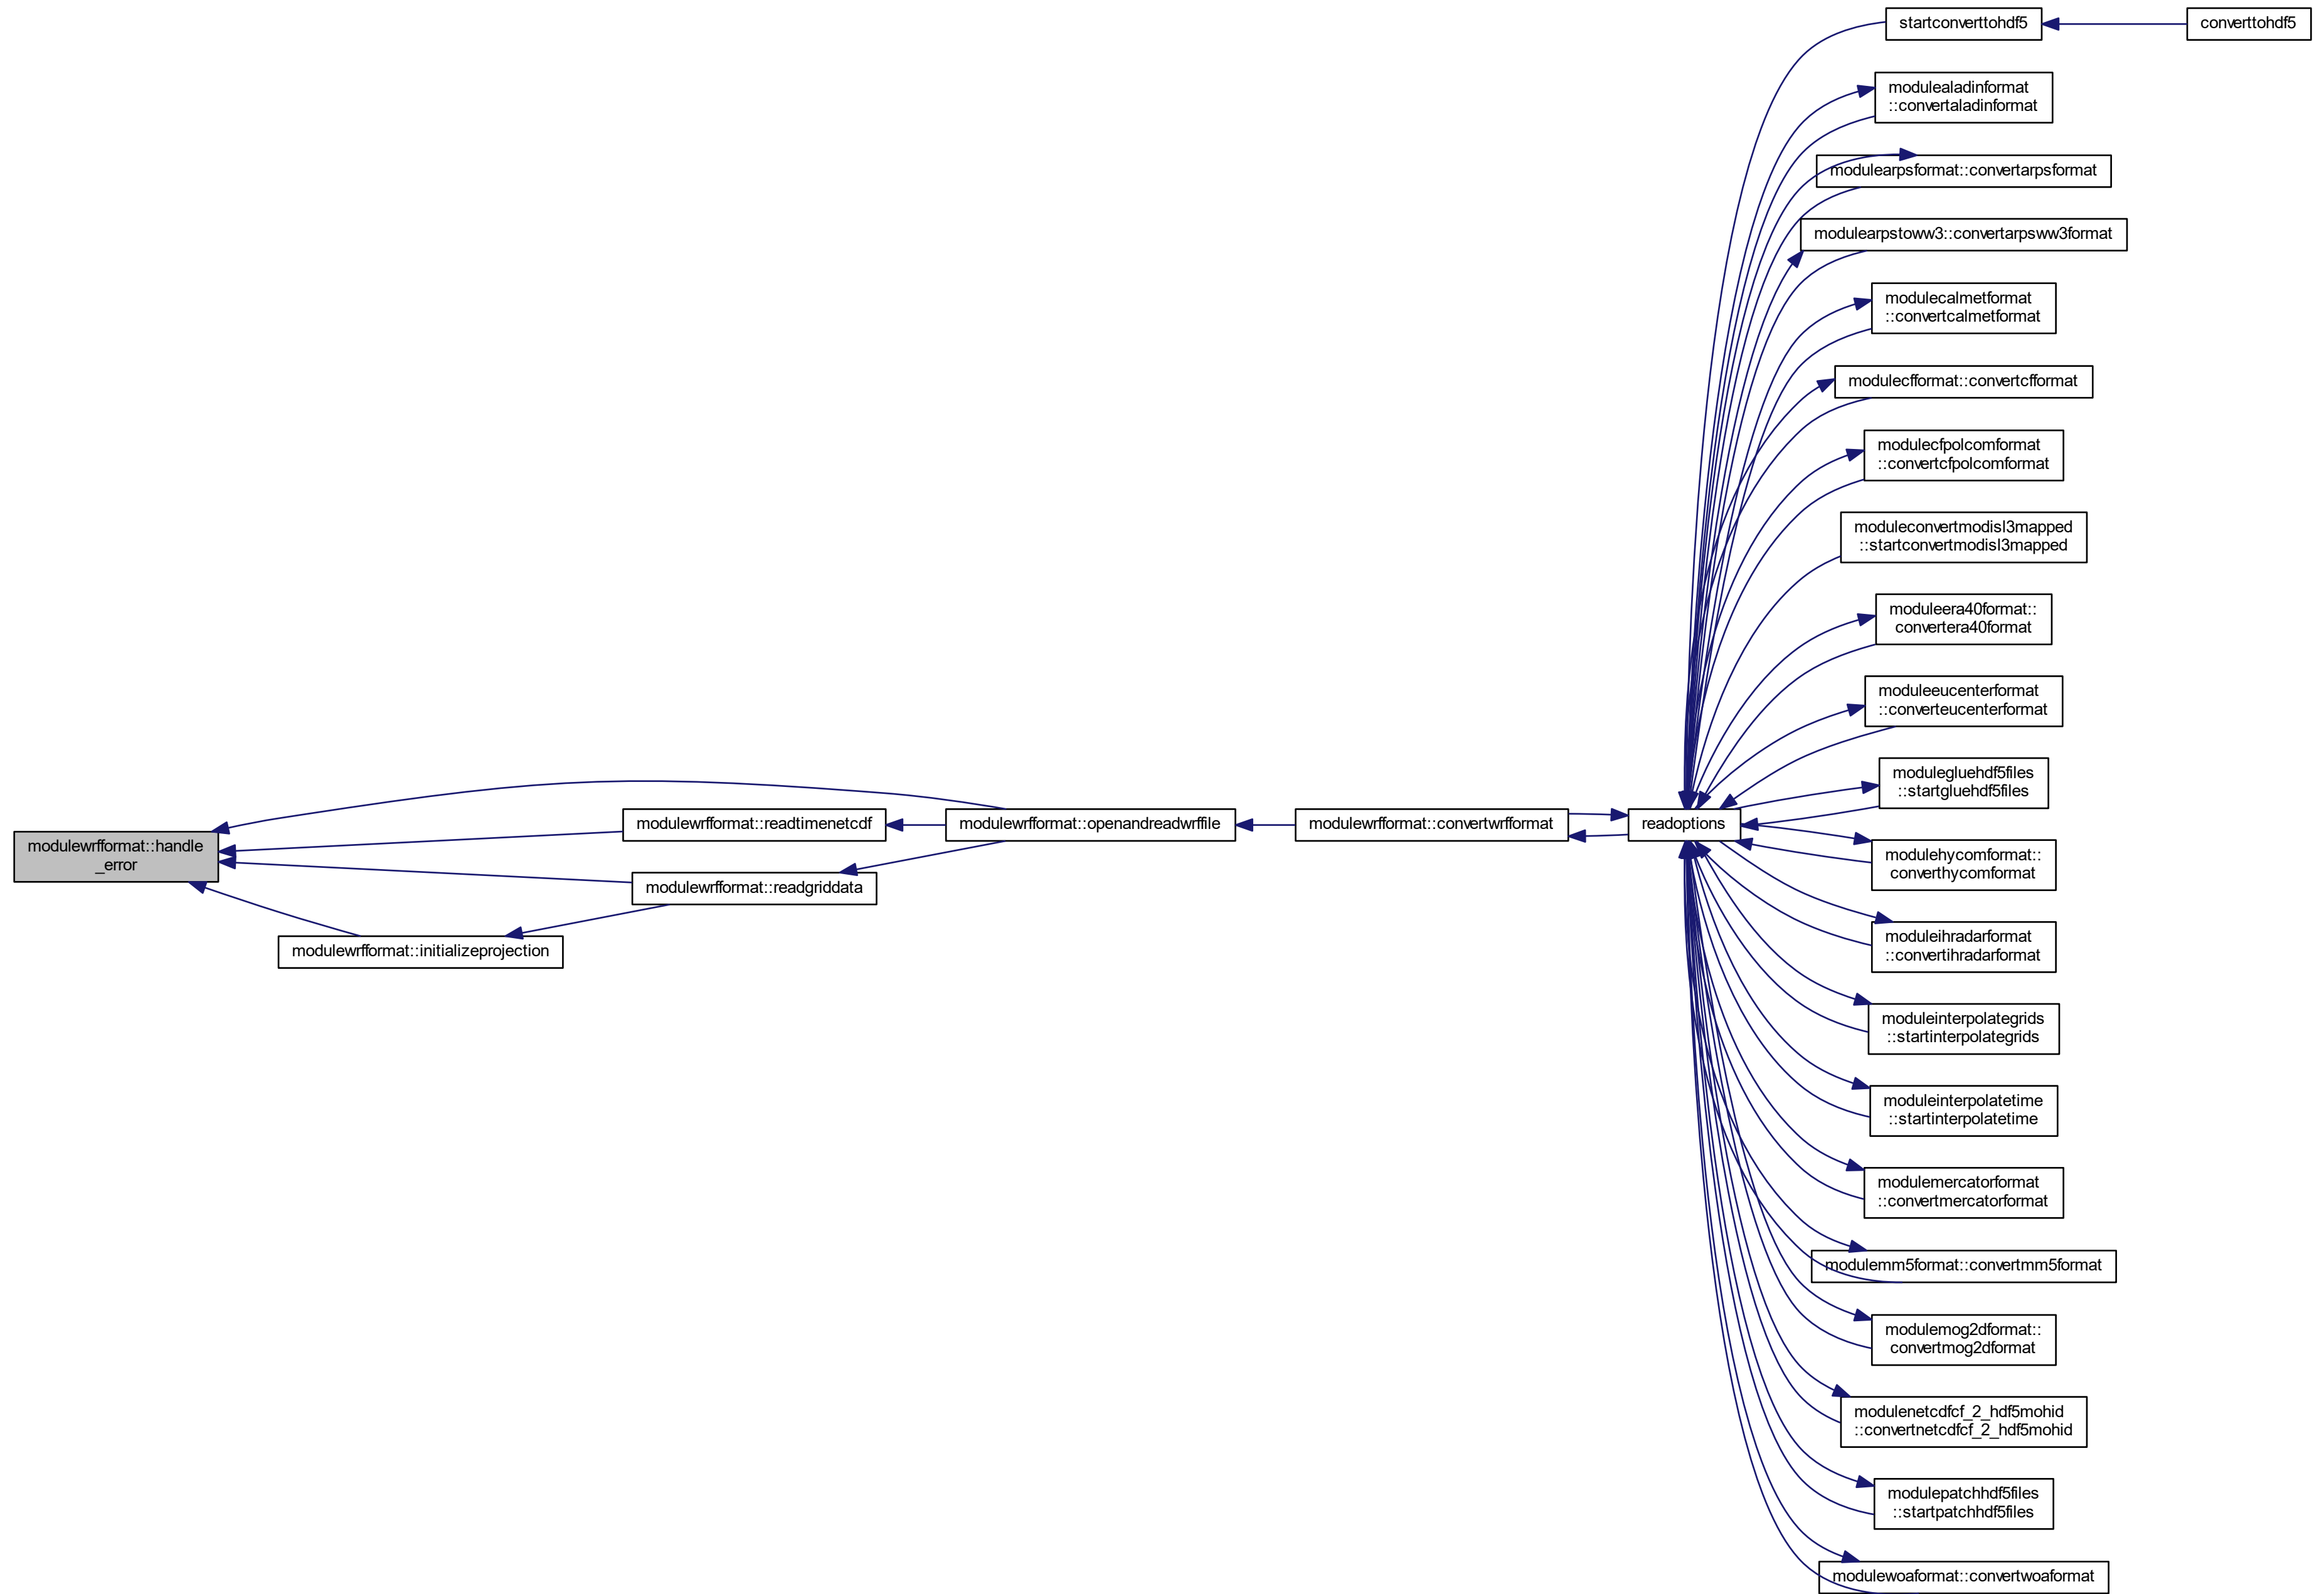 startconverttohdf5
converttohdf5
modulealadinformat
::convertaladinformat
modulearpsformat::convertarpsformat
modulearpstoww3::convertarpsww3format
modulecalmetformat
::convertcalmetformat
modulecfformat::convertcfformat
modulecfpolcomformat
::convertcfpolcomformat
moduleconvertmodisl3mapped
::startconvertmodisl3mapped
moduleera40format::
convertera40format
moduleeucenterformat
::converteucenterformat
modulegluehdf5files
::startgluehdf5files
modulewrfformat::handle
_error
modulewrfformat::readtimenetcdf
modulewrfformat::openandreadwrffile
modulewrfformat::convertwrfformat
readoptions
modulewrfformat::readgriddata
modulewrfformat::initializeprojection
modulehycomformat::
converthycomformat
moduleihradarformat
::convertihradarformat
moduleinterpolategrids
::startinterpolategrids
moduleinterpolatetime
::startinterpolatetime
modulemercatorformat
::convertmercatorformat
modulemm5format::convertmm5format
modulemog2dformat::
convertmog2dformat
modulenetcdfcf_2_hdf5mohid
::convertnetcdfcf_2_hdf5mohid
modulepatchhdf5files
::startpatchhdf5files
modulewoaformat::convertwoaformat